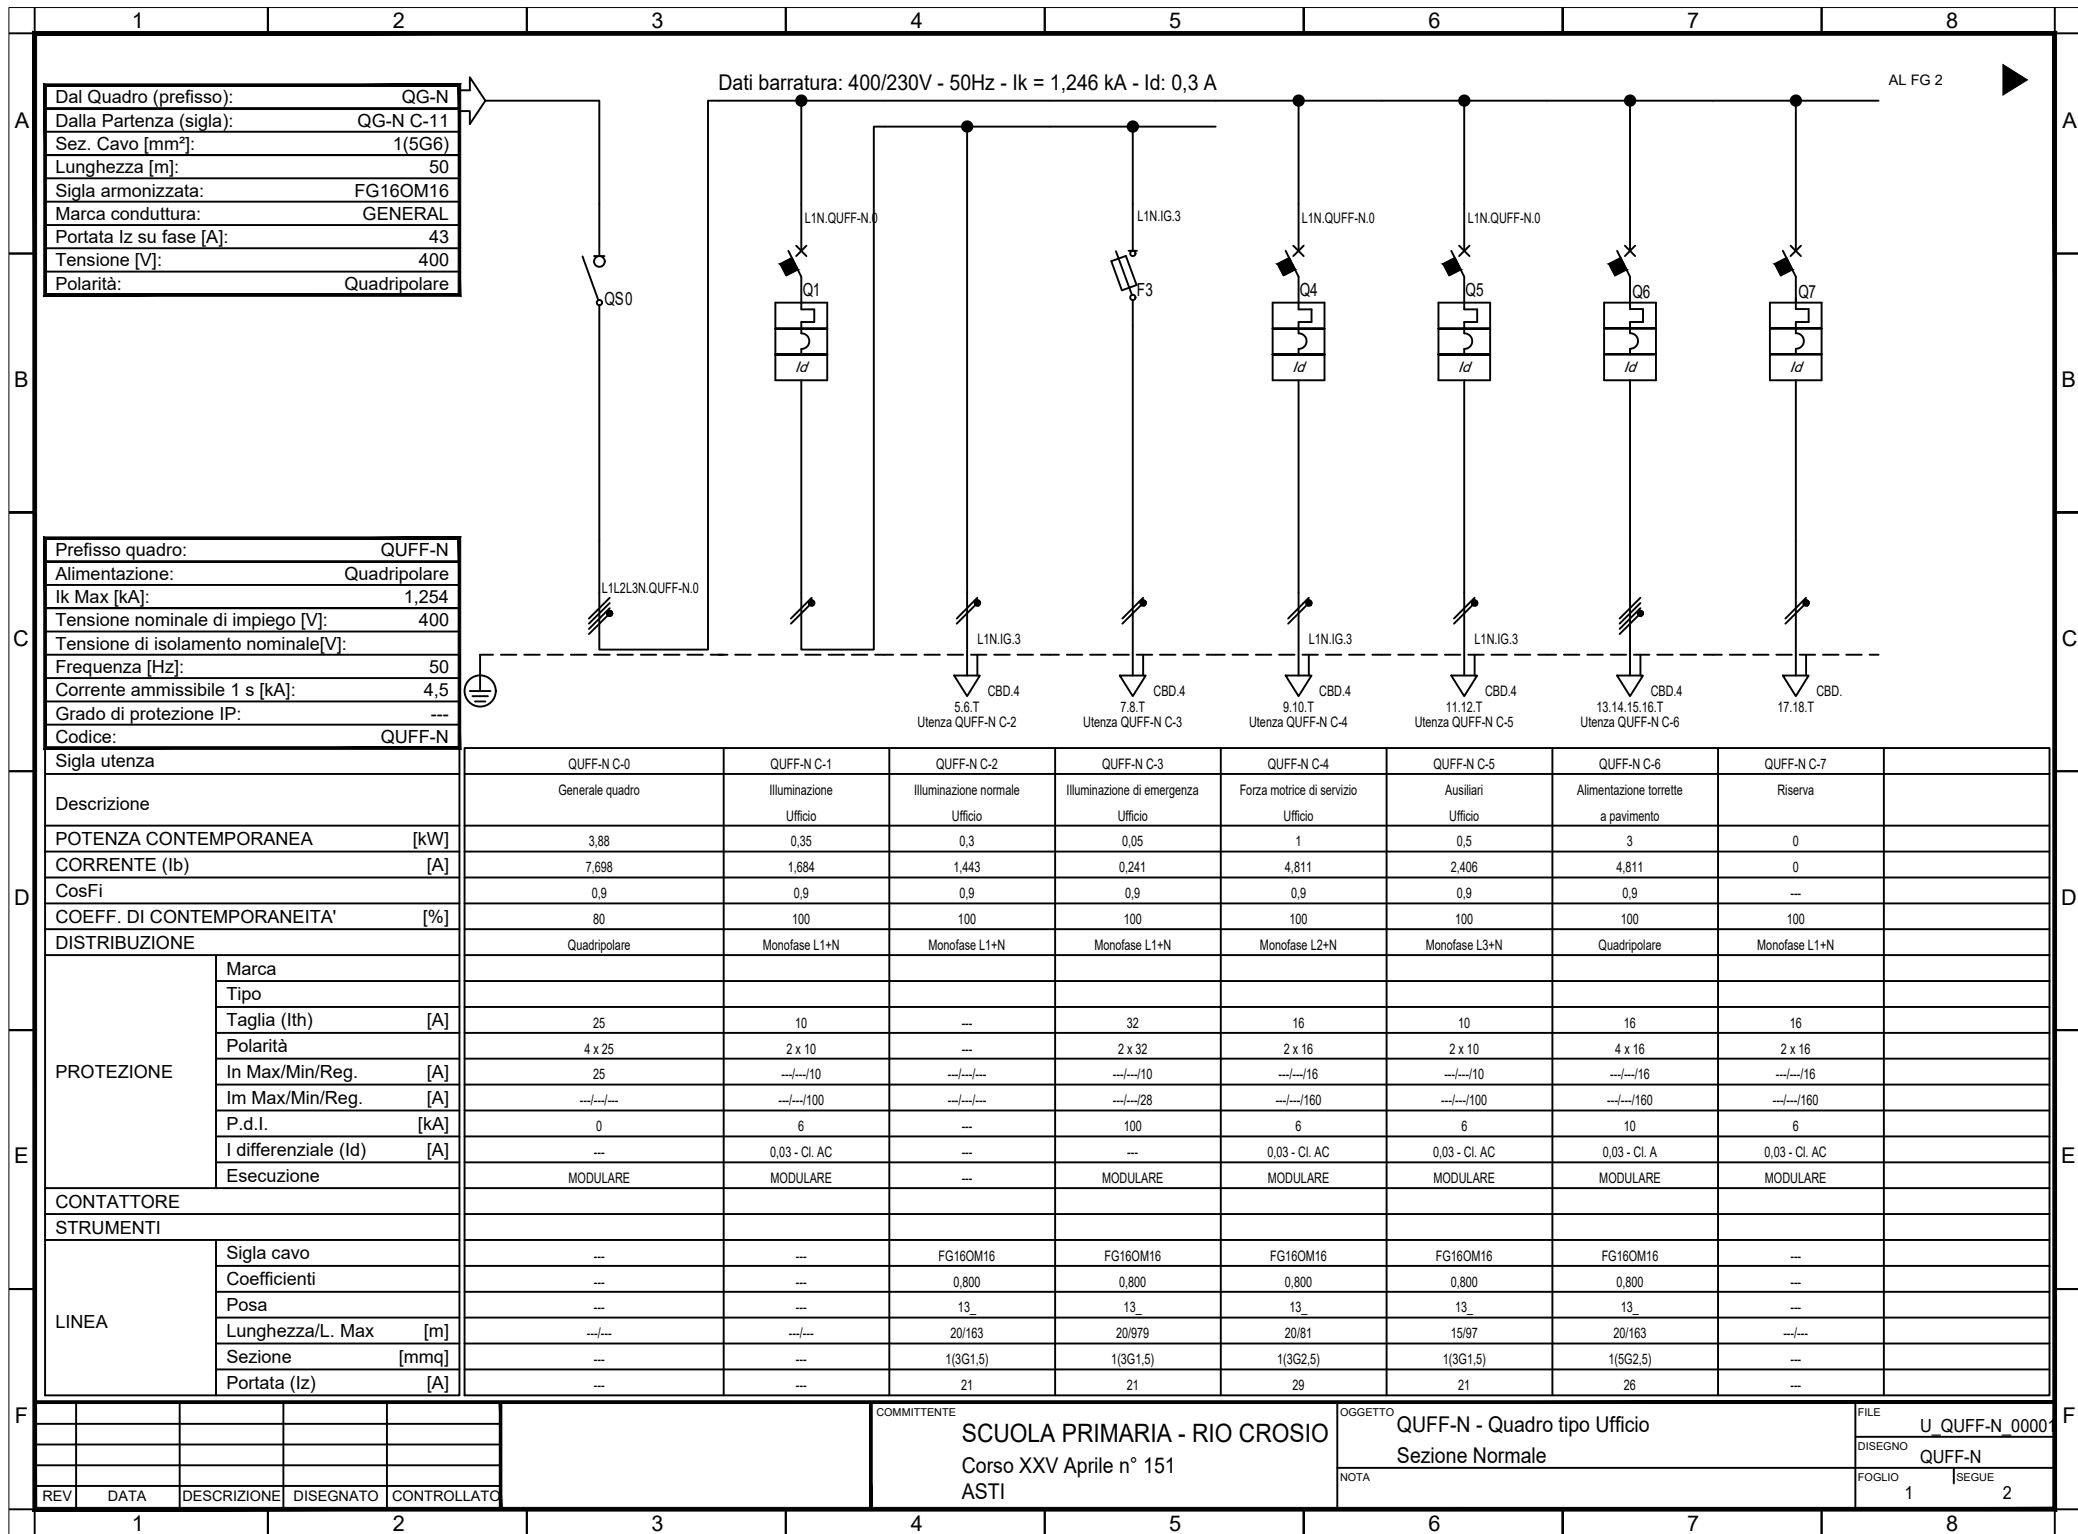 1 2 3 4 5 6 7 8
A A
B B
C C
D D
E E
F F
Dati barratura: 400/230V - 50Hz - Ik = 1,246 kA - Id: 0,3 A
AL FG 2
Dal Quadro (prefisso): QG-N
Dalla Partenza (sigla): QG-N C-11
Sez. Cavo [mm²]: 1(5G6)
Lunghezza [m]: 50
Sigla armonizzata: FG16OM16
Marca conduttura: GENERAL
Portata Iz su fase [A]: 43
Tensione [V]: 400
Polarità: Quadripolare
L1N.QUFF-N.0 L1N.IG.3 L1N.QUFF-N.0 L1N.QUFF-N.0
QS0 Q1 F3 Q4 Q5 Q6 Q7
Id Id Id Id Id
Prefisso quadro: QUFF-N
Alimentazione: Quadripolare
Ik Max [kA]: 1,254
Tensione nominale di impiego [V]: 400
Tensione di isolamento nominale[V]:
Frequenza [Hz]: 50
Corrente ammissibile 1 s [kA]: 4,5
Grado di protezione IP: ---
Codice: QUFF-N
L1L2L3N.QUFF-N.0
L1N.IG.3 L1N.IG.3 L1N.IG.3
CBD.4 CBD.4 CBD.4 CBD.4 CBD.4 CBD.
5.6.T 7.8.T 9.10.T 11.12.T 13.14.15.16.T 17.18.T
Utenza QUFF-N C-2 Utenza QUFF-N C-3 Utenza QUFF-N C-4 Utenza QUFF-N C-5 Utenza QUFF-N C-6
Sigla utenza QUFF-N C-0 QUFF-N C-1 QUFF-N C-2 QUFF-N C-3 QUFF-N C-4 QUFF-N C-5 QUFF-N C-6 QUFF-N C-7
Descrizione Generale quadro Illuminazione Illuminazione normale Illuminazione di emergenza Forza motrice di servizio Ausiliari Alimentazione torrette Riserva
Ufficio Ufficio Ufficio Ufficio Ufficio a pavimento
POTENZA CONTEMPORANEA [kW] 3,88 0,35 0,3 0,05 1 0,5 3 0
CORRENTE (Ib) [A] 7,698 1,684 1,443 0,241 4,811 2,406 4,811 0
CosFi 0,9 0,9 0,9 0,9 0,9 0,9 0,9 ---
COEFF. DI CONTEMPORANEITA' [%] 80 100 100 100 100 100 100 100
DISTRIBUZIONE Quadripolare Monofase L1+N Monofase L1+N Monofase L1+N Monofase L2+N Monofase L3+N Quadripolare Monofase L1+N
PROTEZIONE
Marca
Tipo
Taglia (Ith) [A] 25 10 --- 32 16 10 16 16
Polarità 4 x 25 2 x 10 --- 2 x 32 2 x 16 2 x 10 4 x 16 2 x 16
In Max/Min/Reg. [A] 25 ---/---/10 ---/---/--- ---/---/10 ---/---/16 ---/---/10 ---/---/16 ---/---/16
Im Max/Min/Reg. [A] ---/---/--- ---/---/100 ---/---/--- ---/---/28 ---/---/160 ---/---/100 ---/---/160 ---/---/160
P.d.I. [kA] 0 6 --- 100 6 6 10 6
I differenziale (Id) [A] --- 0,03 - Cl. AC --- --- 0,03 - Cl. AC 0,03 - Cl. AC 0,03 - Cl. A 0,03 - Cl. AC
Esecuzione MODULARE MODULARE --- MODULARE MODULARE MODULARE MODULARE MODULARE
CONTATTORE
STRUMENTI
LINEA
Sigla cavo --- --- FG16OM16 FG16OM16 FG16OM16 FG16OM16 FG16OM16 ---
Coefficienti --- --- 0,800 0,800 0,800 0,800 0,800 ---
Posa --- --- 13_ 13_ 13_ 13_ 13_ ---
Lunghezza/L. Max [m] ---/--- ---/--- 20/163 20/979 20/81 15/97 20/163 ---/---
Sezione [mmq] --- --- 1(3G1,5) 1(3G1,5) 1(3G2,5) 1(3G1,5) 1(5G2,5) ---
Portata (Iz) [A] --- --- 21 21 29 21 26 ---
REV DATA DESCRIZIONE DISEGNATO CONTROLLATO
COMMITTENTE
SCUOLA PRIMARIA - RIO CROSIO
Corso XXV Aprile n° 151
ASTI
OGGETTO
QUFF-N - Quadro tipo Ufficio
Sezione Normale
NOTA
FILE U_QUFF-N_00001
DISEGNO QUFF-N
FOGLIO 1 SEGUE 2
1 2 3 4 5 6 7 8